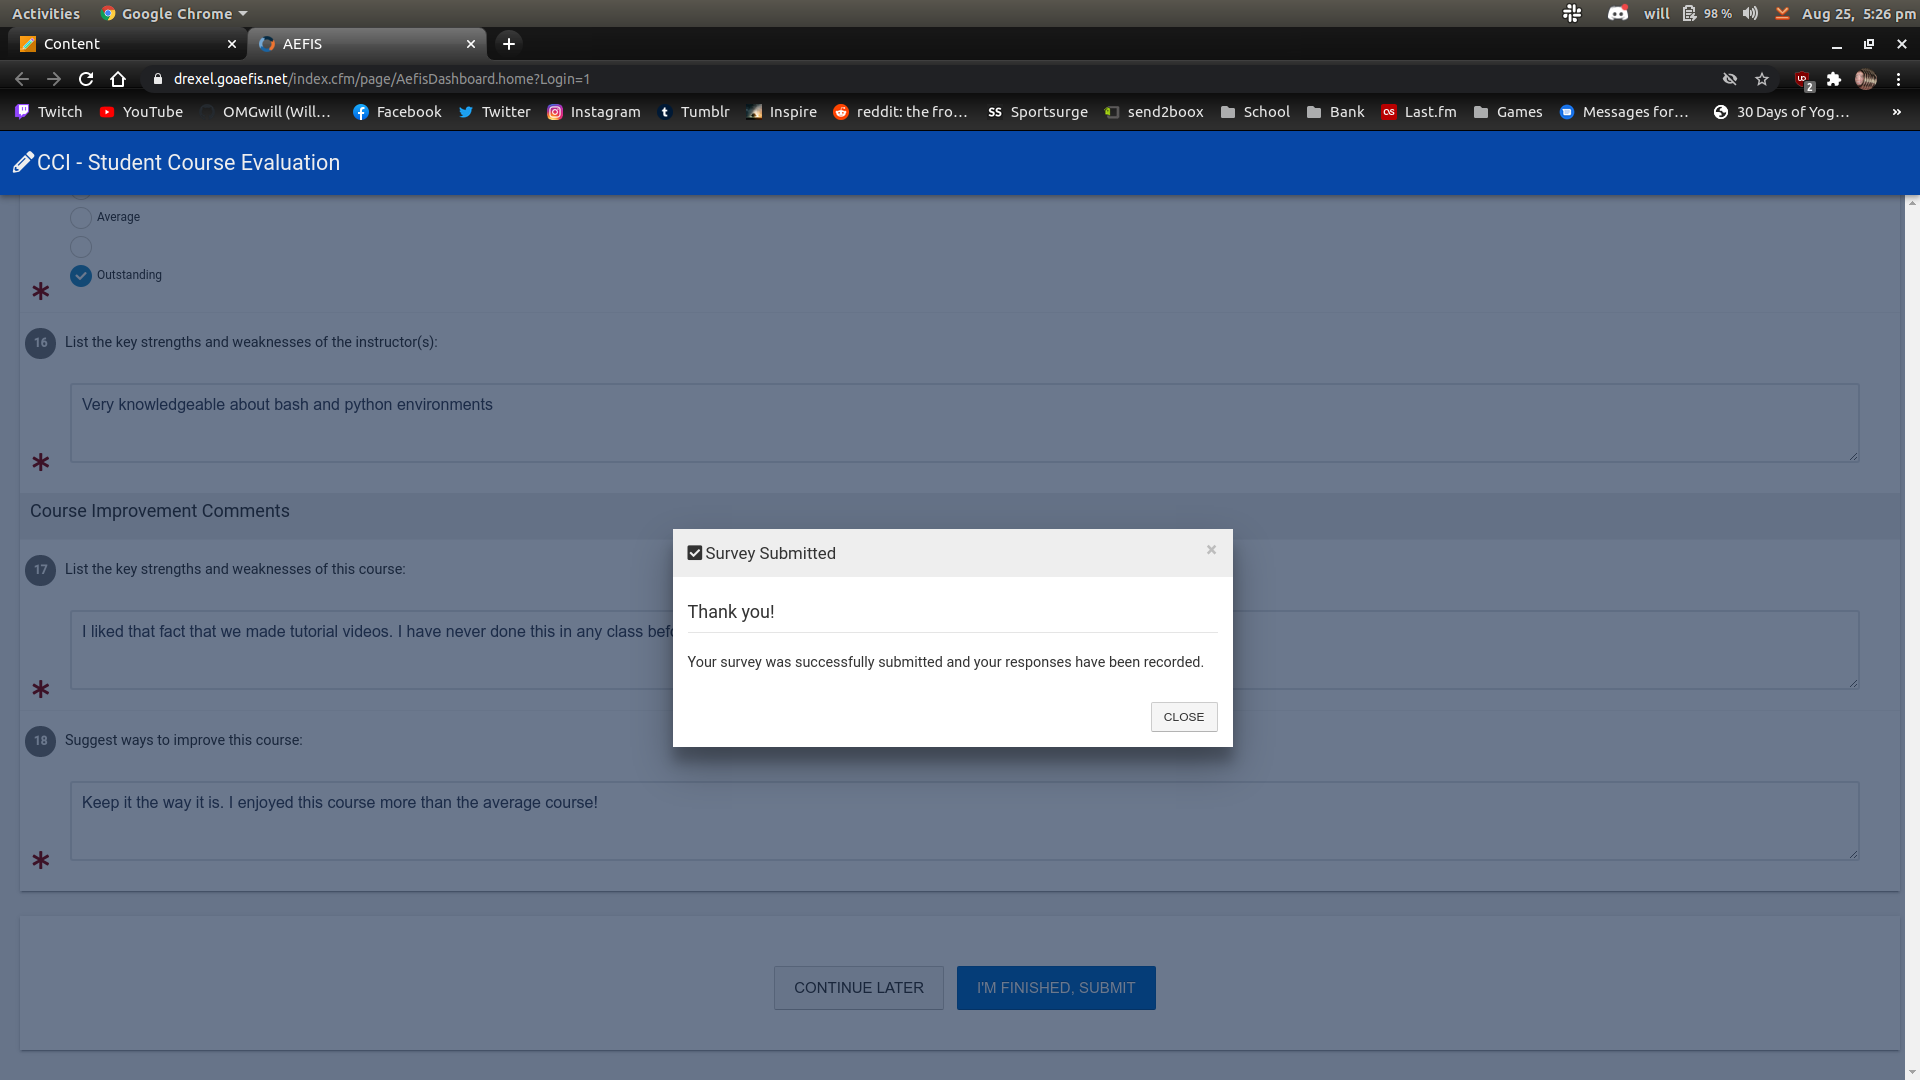 Activities Google Chrome will 98 % Aug 25, 5:26 pm
Content AEFIS
drexel.goaefis.net/index.cfm/page/AefisDashboard.home?Login=1 2
Twitch YouTube OMGwill (Will... Facebook Twitter Instagram Tumblr Inspire reddit: the fro... SS Sportsurge send2boox School Bank Last.fm Games Messages for... 30 Days of Yog... »
CCI - Student Course Evaluation
Average
Outstanding
16 List the key strengths and weaknesses of the instructor(s):
Very knowledgeable about bash and python environments
Course Improvement Comments
17 List the key strengths and weaknesses of this course:
I liked that fact that we made tutorial videos. I have never done this in any class
18 Suggest ways to improve this course:
Keep it the way it is. I enjoyed this course more than the average course!
Survey Submitted ×
Thank you!
Your survey was successfully submitted and your responses have been recorded.
CLOSE
CONTINUE LATER I'M FINISHED, SUBMIT